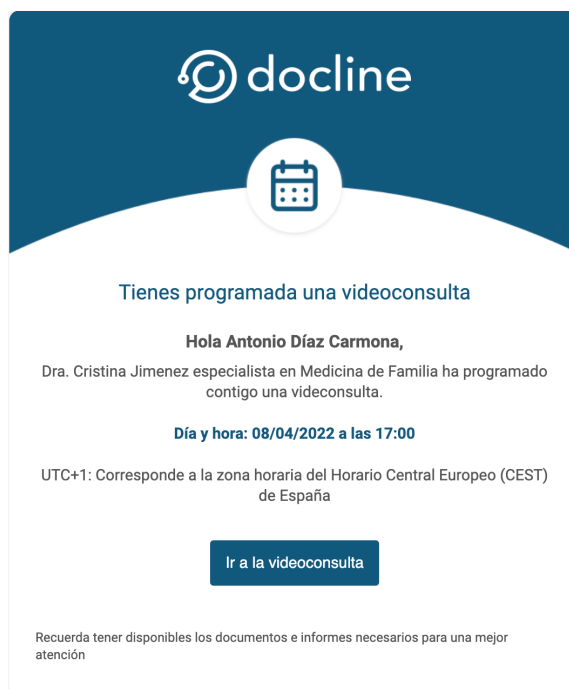 docline
Tienes programada una videoconsulta
Hola Antonio Díaz Carmona,
Dra. Cristina Jimenez especialista en Medicina de Familia ha programado
contigo una videconsulta.
Día y hora: 08/04/2022 a las 17:00
UTC+1: Corresponde a la zona horaria del Horario Central Europeo (CEST)
de España
Ir a la videoconsulta
Recuerda tener disponibles los documentos e informes necesarios para una mejor
atención